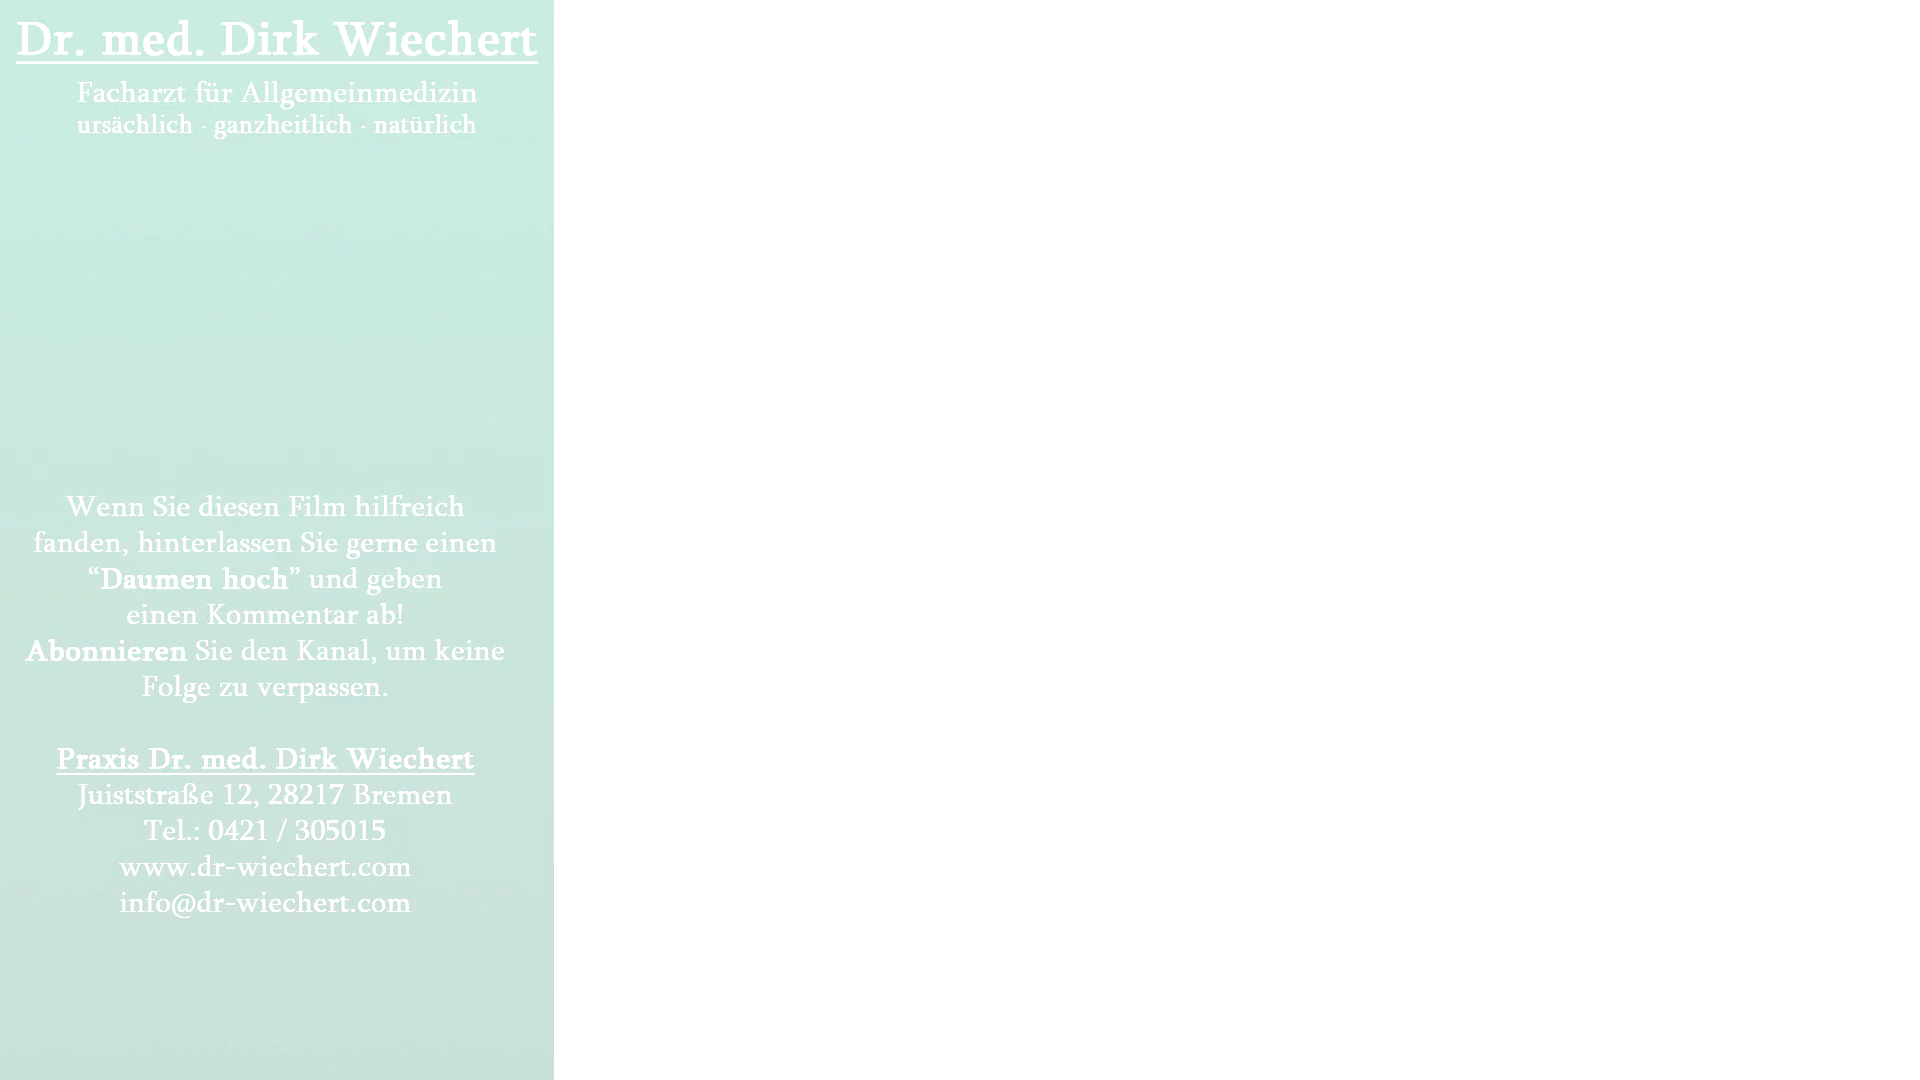 Dr. med. Dirk Wiechert
Facharzt für Allgemeinmedizin
ursächlich - ganzheitlich - natürlich
Wenn Sie diesen Film hilfreich
fanden, hinterlassen Sie gerne einen
“Daumen hoch” und geben
einen Kommentar ab!
Abonnieren Sie den Kanal, um keine
Folge zu verpassen.
Praxis Dr. med. Dirk Wiechert
Juiststraße 12, 28217 Bremen
Tel.: 0421 / 305015
www.dr-wiechert.com
info@dr-wiechert.com